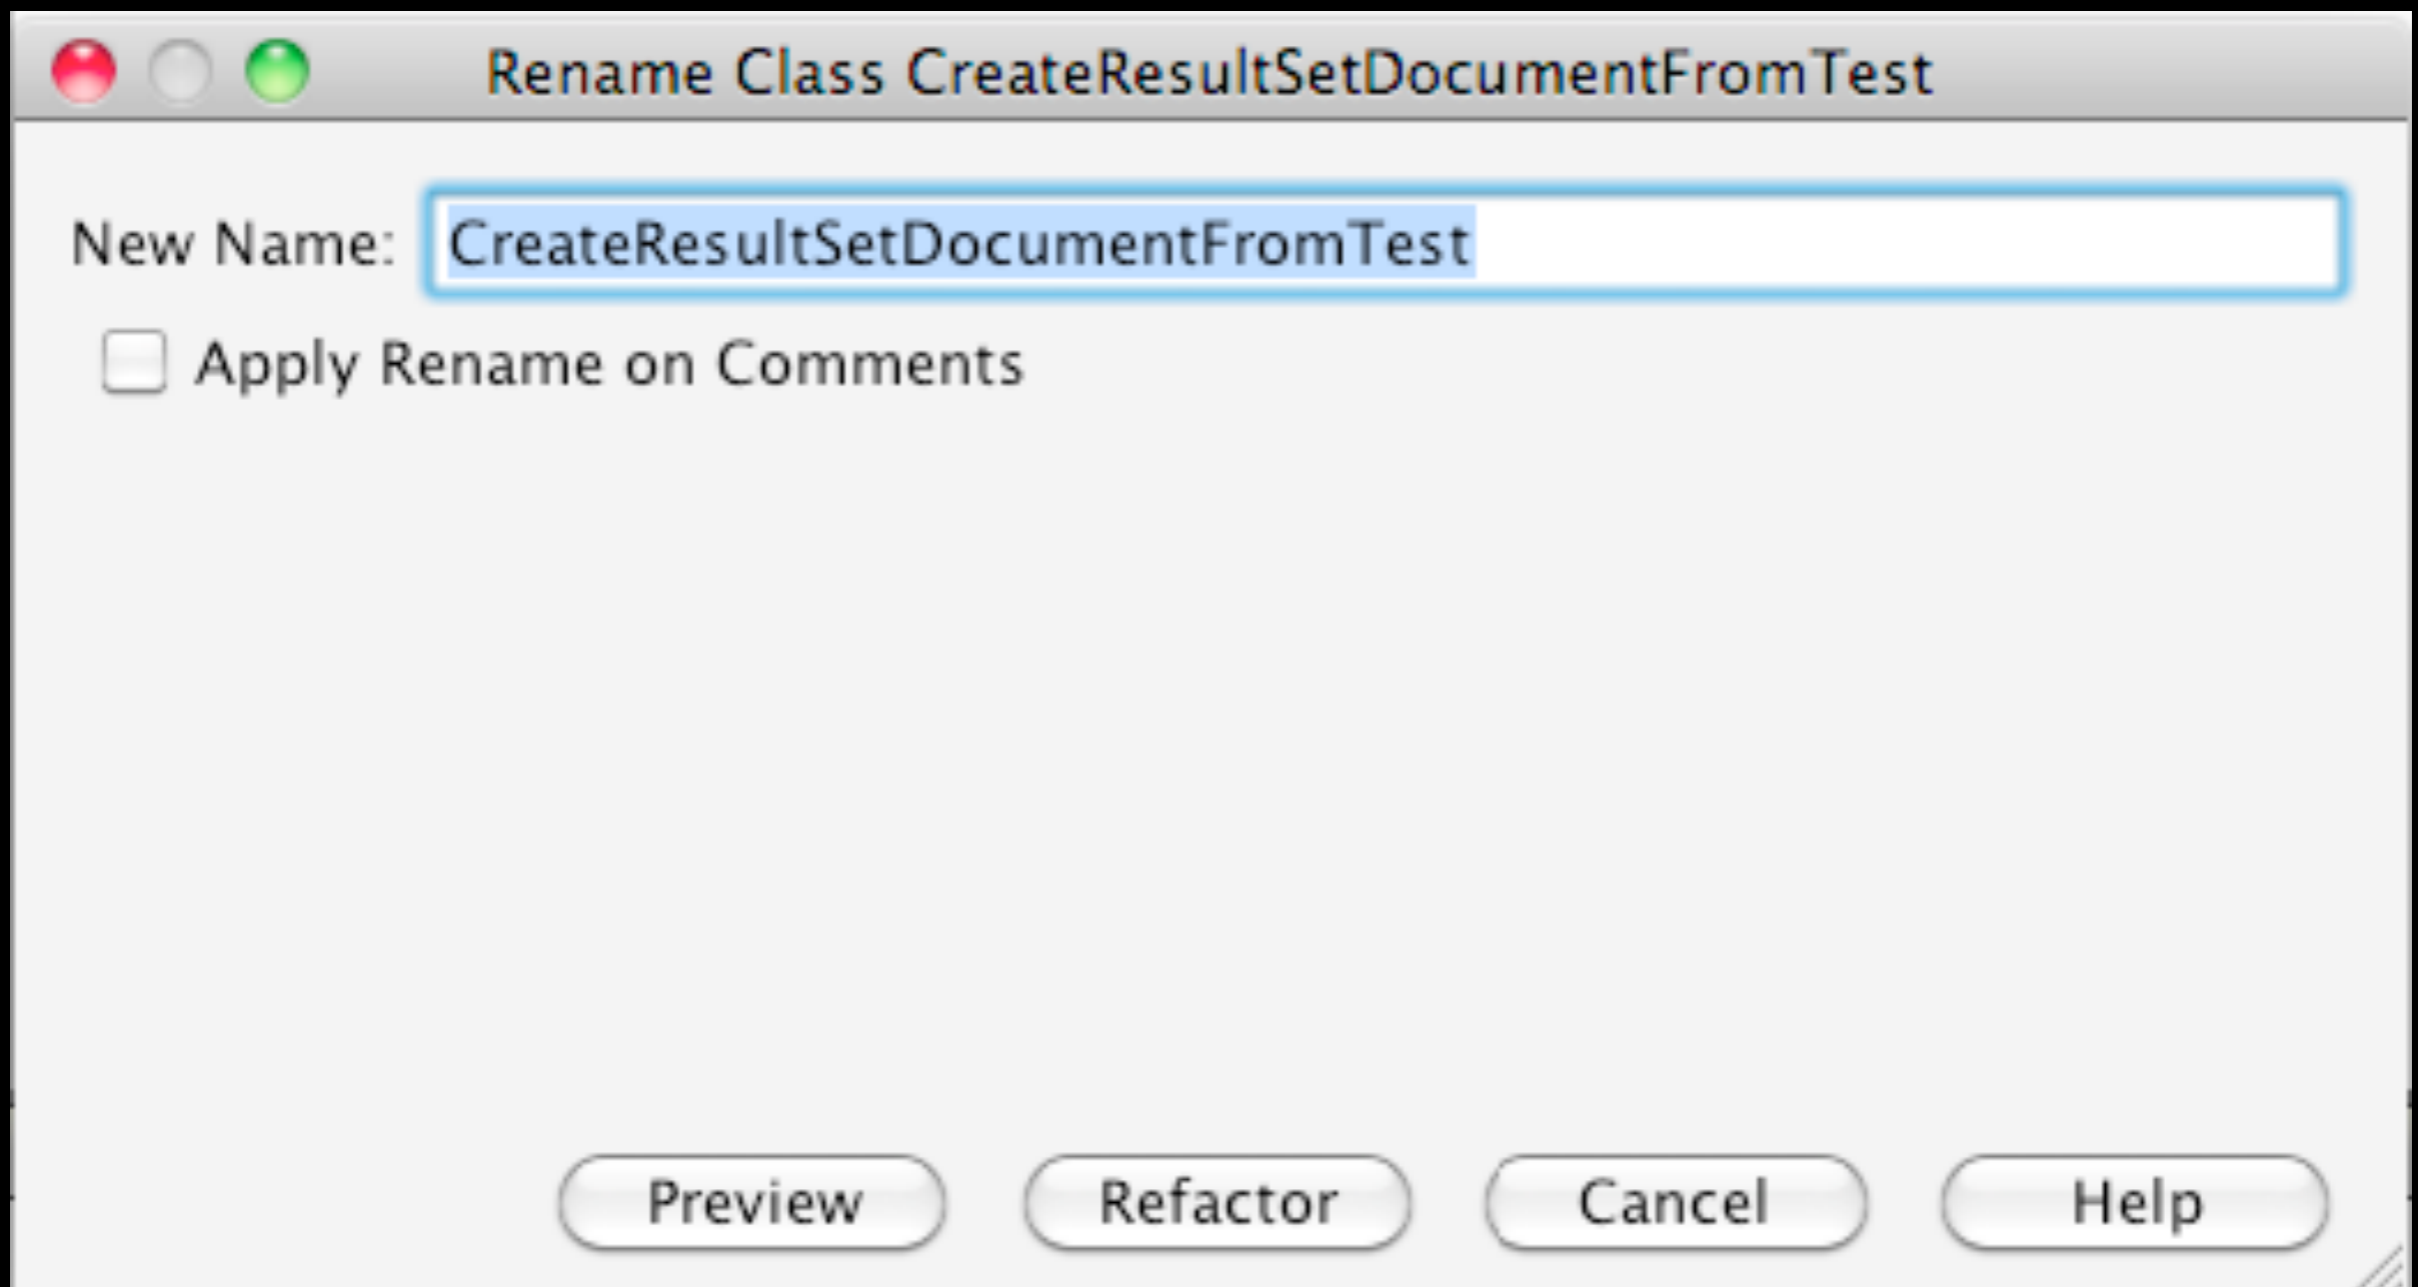 Rename Class CreateResultSetDocumentFromTest
New Name: CreateResultSetDocumentFromTest
Apply Rename on Comments
Preview Refactor Cancel Help